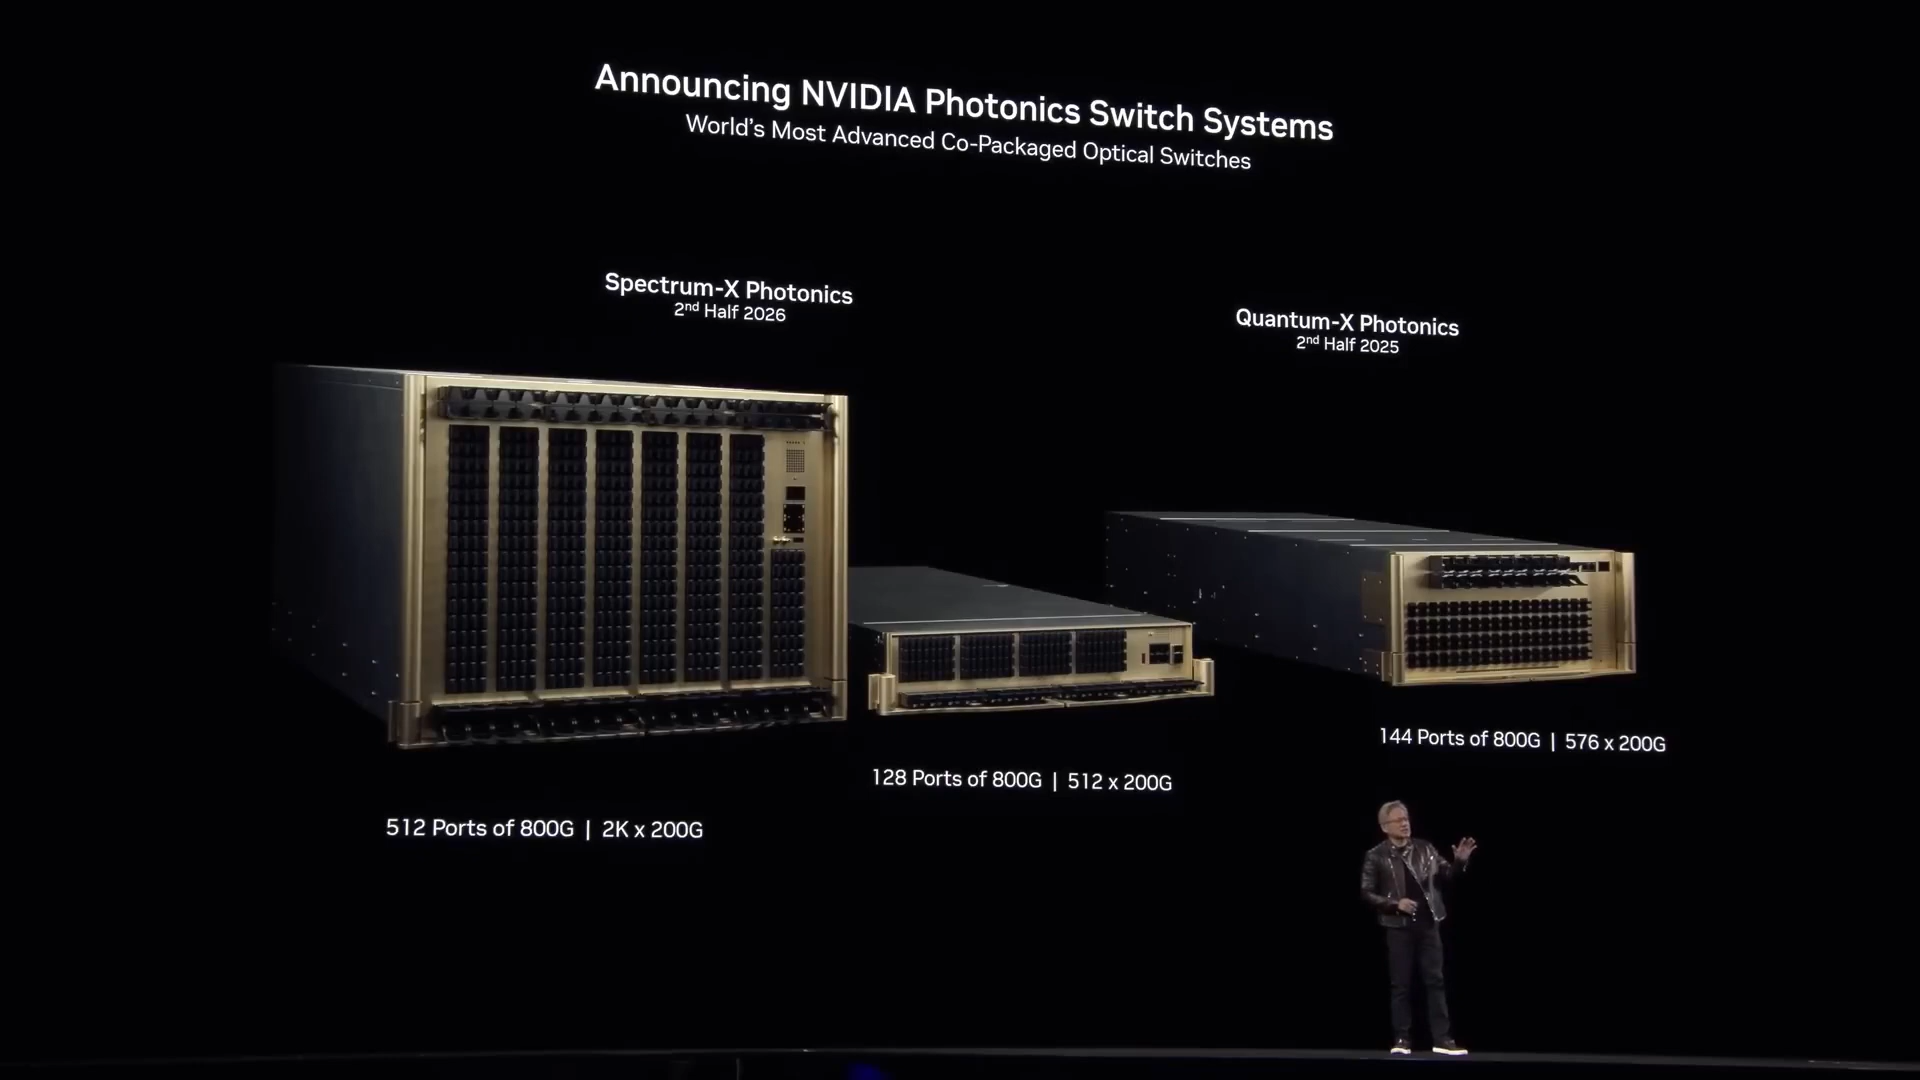 Announcing NVIDIA Photonics Switch Systems
World's Most Advanced Co-Packaged Optical Switches
Spectrum-X Photonics
2nd Half 2026
Quantum-X Photonics
2nd Half 2025
512 Ports of 800G | 2K x 200G
128 Ports of 800G | 512 x 200G
144 Ports of 800G | 576 x 200G